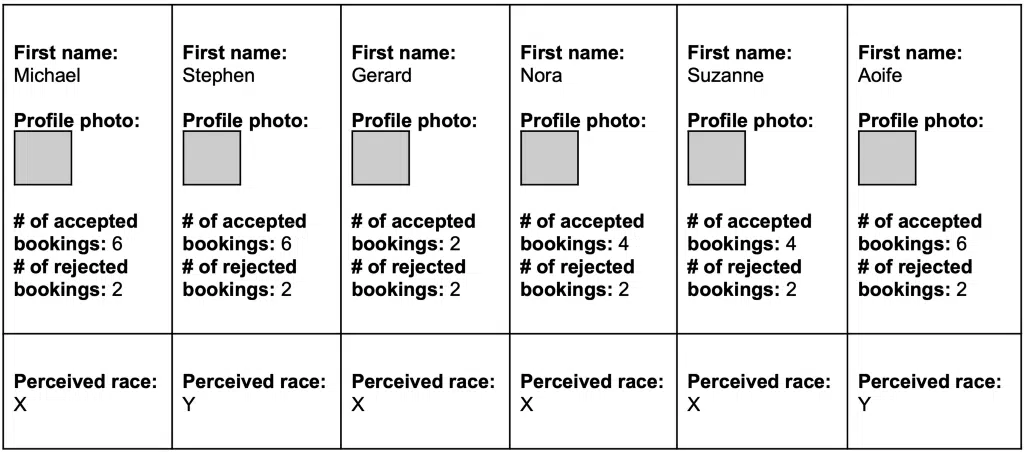 First name:
Michael
Profile photo:
# of accepted
bookings: 6
# of rejected
bookings: 2
Perceived race:
X
First name:
Stephen
Profile photo:
# of accepted
bookings: 6
# of rejected
bookings: 2
Perceived race:
Y
First name:
Gerard
Profile photo:
# of accepted
bookings: 2
# of rejected
bookings: 2
Perceived race:
X
First name:
Nora
Profile photo:
# of accepted
bookings: 4
# of rejected
bookings: 2
Perceived race:
X
First name:
Suzanne
Profile photo:
# of accepted
bookings: 4
# of rejected
bookings: 2
Perceived race:
X
First name:
Aoife
Profile photo:
# of accepted
bookings: 6
# of rejected
bookings: 2
Perceived race:
Y